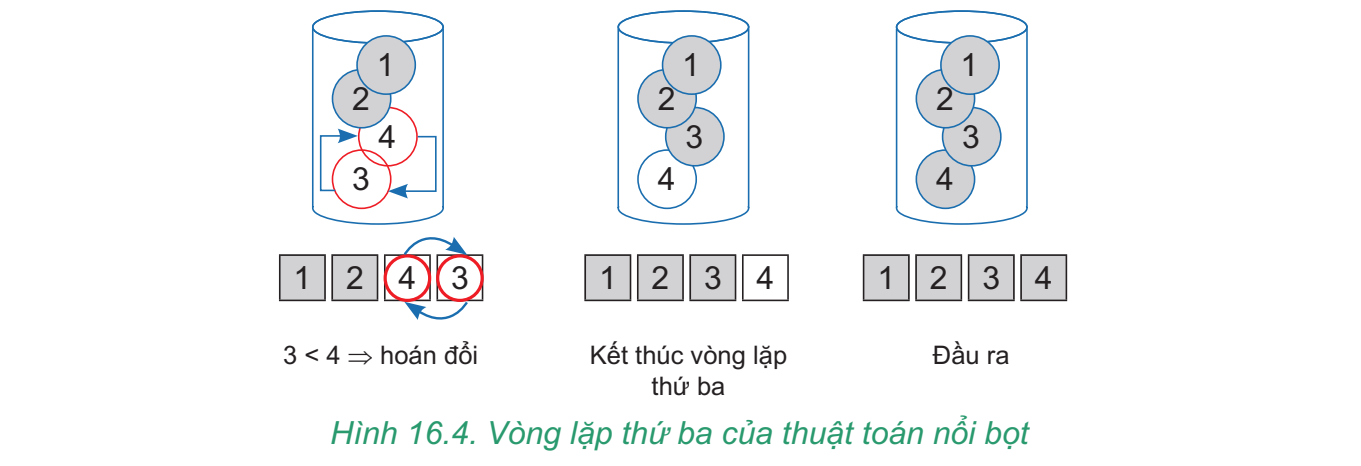 1
2
4
3
1 2 4 3
3 < 4 ⇒ hoán đổi
1
2
3
4
1 2 3 4
Kết thúc vòng lặp
thứ ba
1
2
3
4
1 2 3 4
Đầu ra
Hình 16.4. Vòng lặp thứ ba của thuật toán nổi bọt